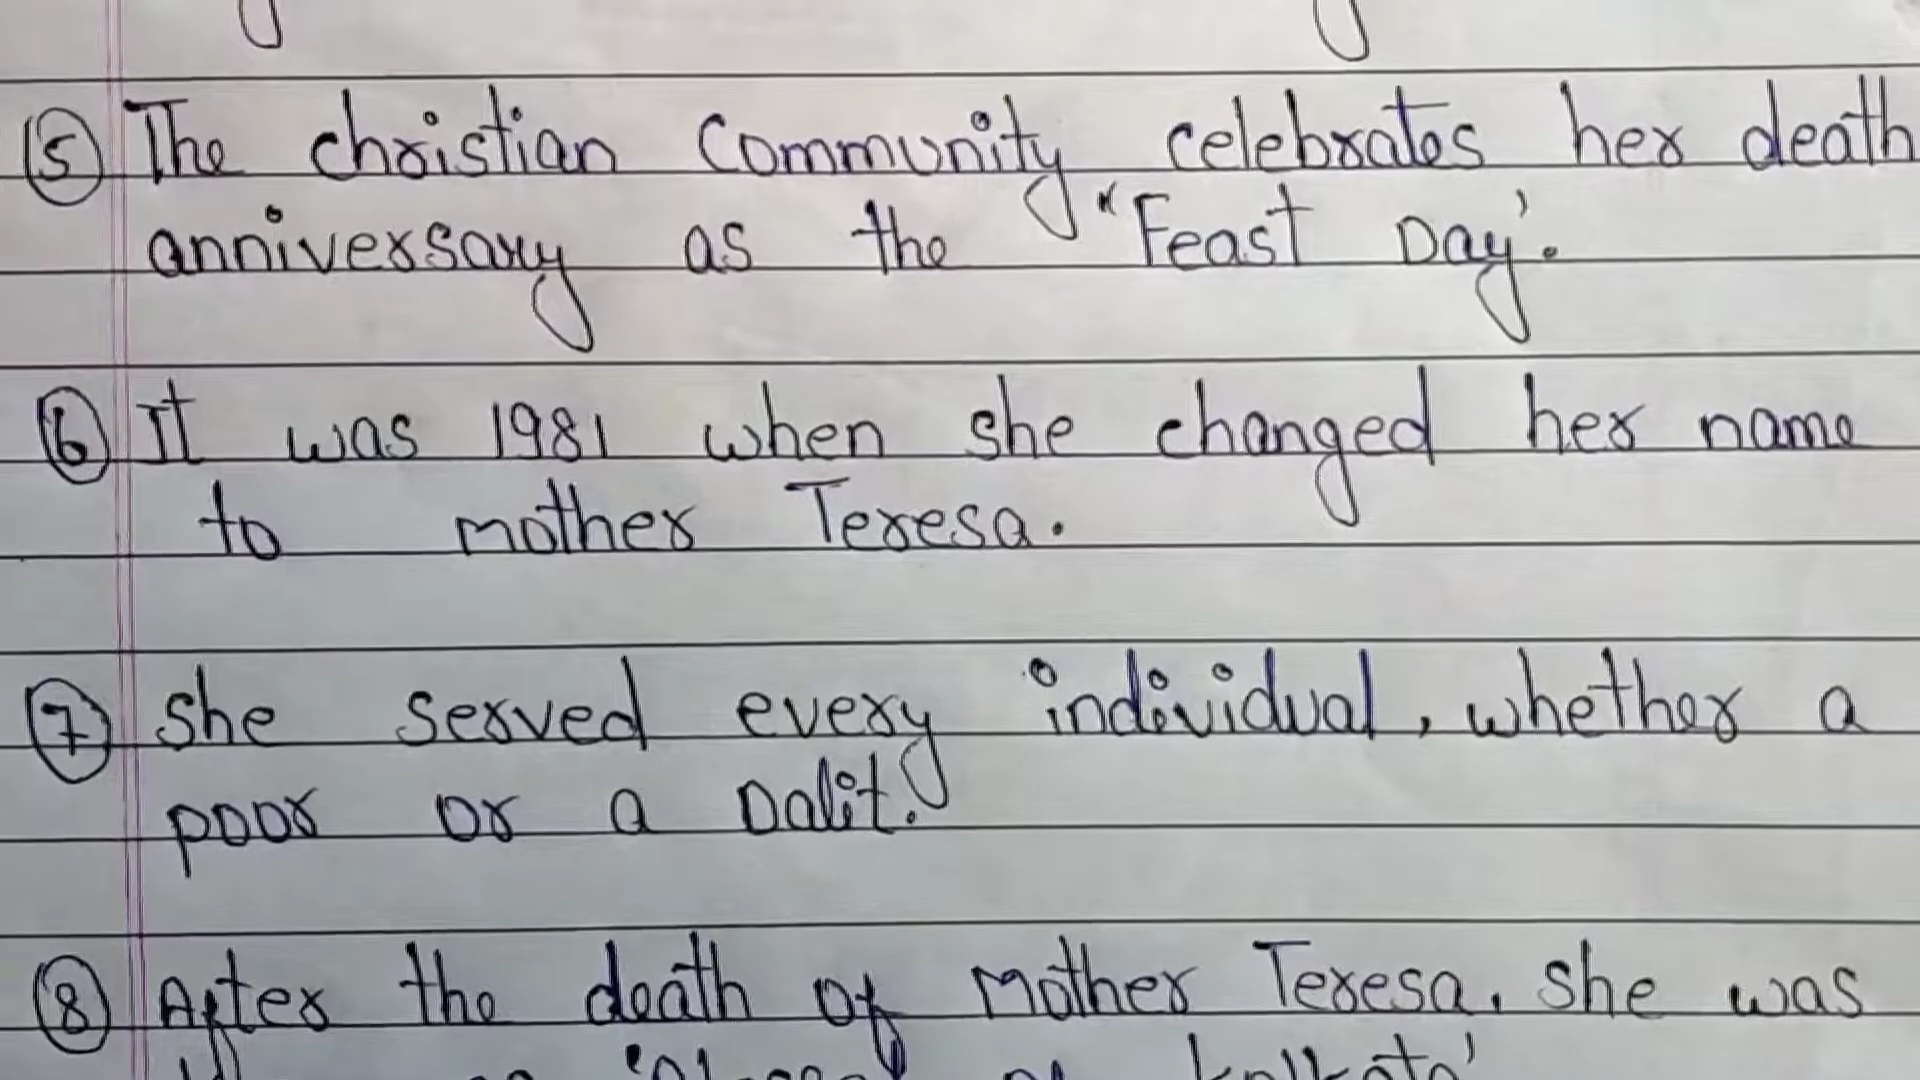 ⑤ The christian Community celebrates her death
anniversary as the "Feast Day'.
⑥ It was 1981 when she changed her name
to mother Teresa.
⑦ She served every individual, whether a
poor or a Dalit.
⑧ After the death of Mother Teresa, she was